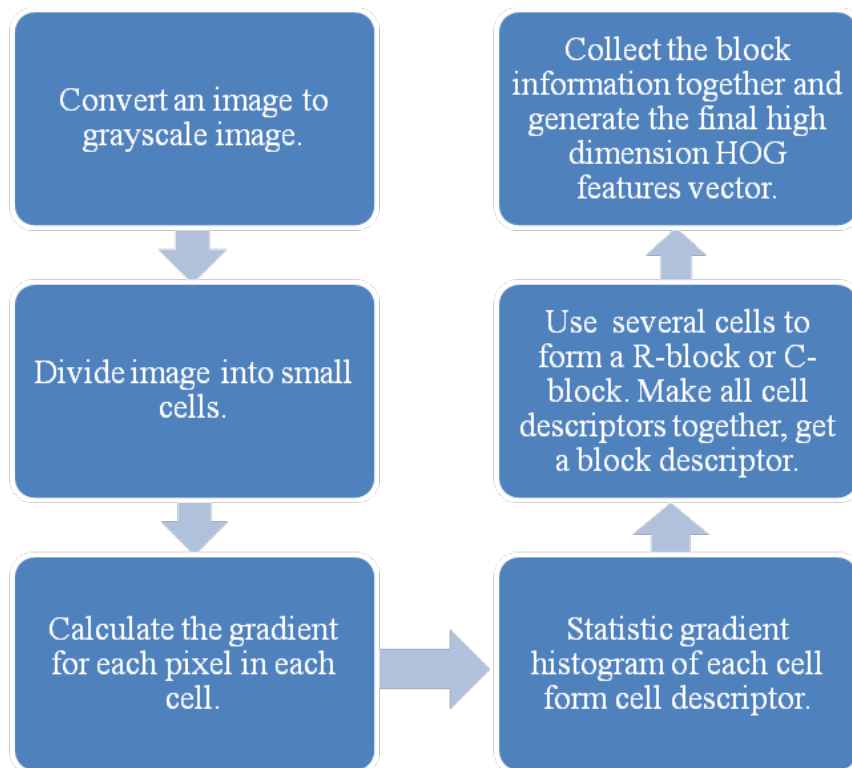 Convert an image to
grayscale image.
Divide image into small
cells.
Calculate the gradient
for each pixel in each
cell.
Statistic gradient
histogram of each cell
form cell descriptor.
Use several cells to
form a R-block or C-
block. Make all cell
descriptors together, get
a block descriptor.
Collect the block
information together and
generate the final high
dimension HOG
features vector.